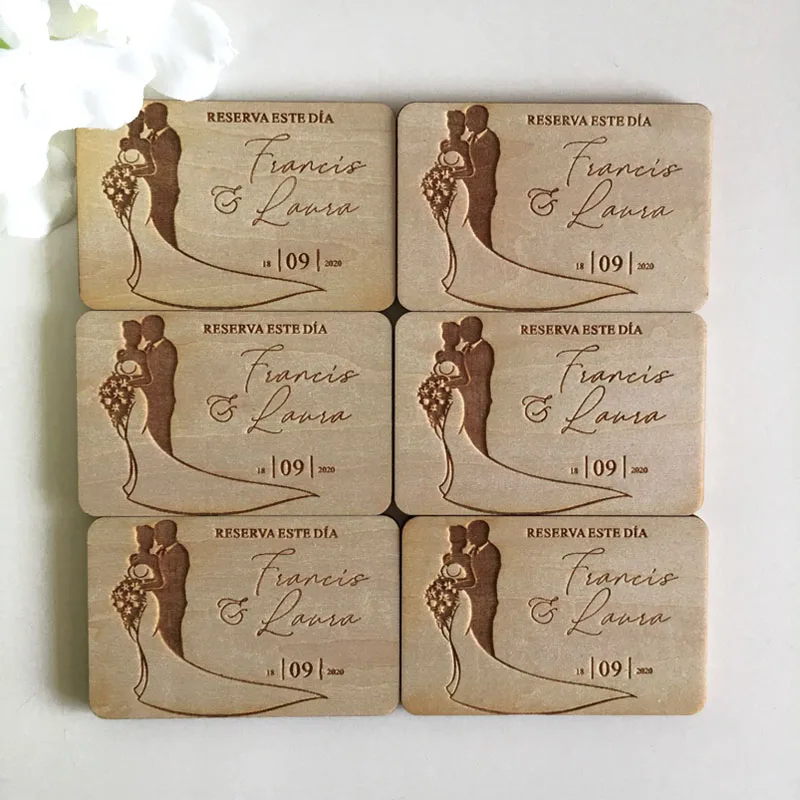 RESERVA ESTE DÍA
Francis
& Laura
18 |09| 2020
RESERVA ESTE DÍA
Francis
& Laura
18 |09| 2020
RESERVA ESTE DÍA
Francis
& Laura
18 |09| 2020
RESERVA ESTE DÍA
Francis
& Laura
18 |09| 2020
RESERVA ESTE DÍA
Francis
& Laura
18 |09| 2020
RESERVA ESTE DÍA
Francis
& Laura
18 |09| 2020